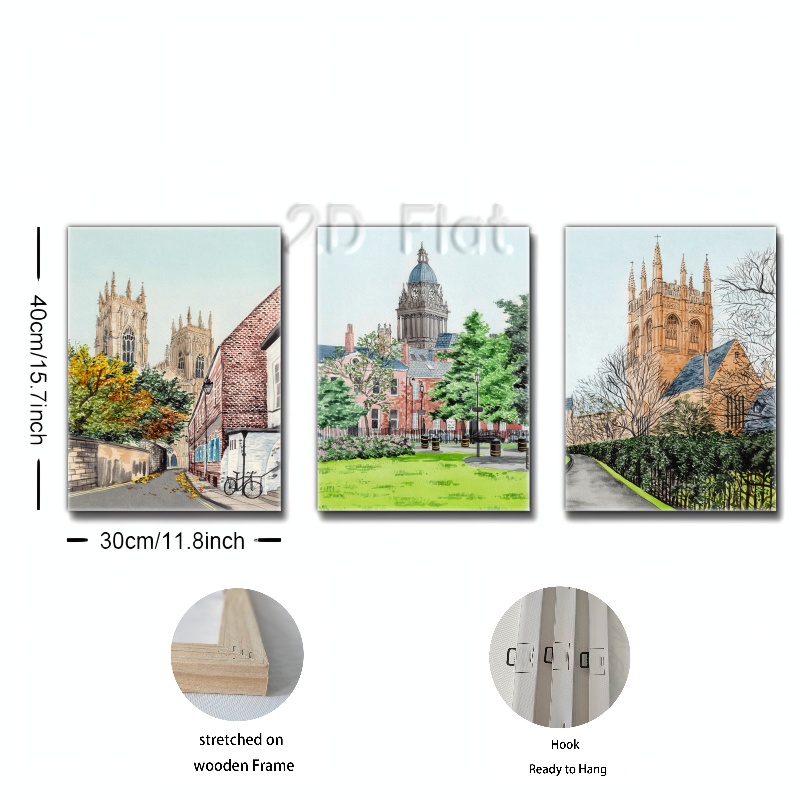 2D Flat
40cm/15.7inch
30cm/11.8inch
stretched on
wooden Frame
Hook
Ready to Hang